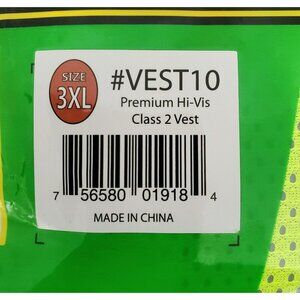 SIZE
3XL
#VEST10
Premium Hi-Vis
Class 2 Vest
7 56580 01918 4
MADE IN CHINA